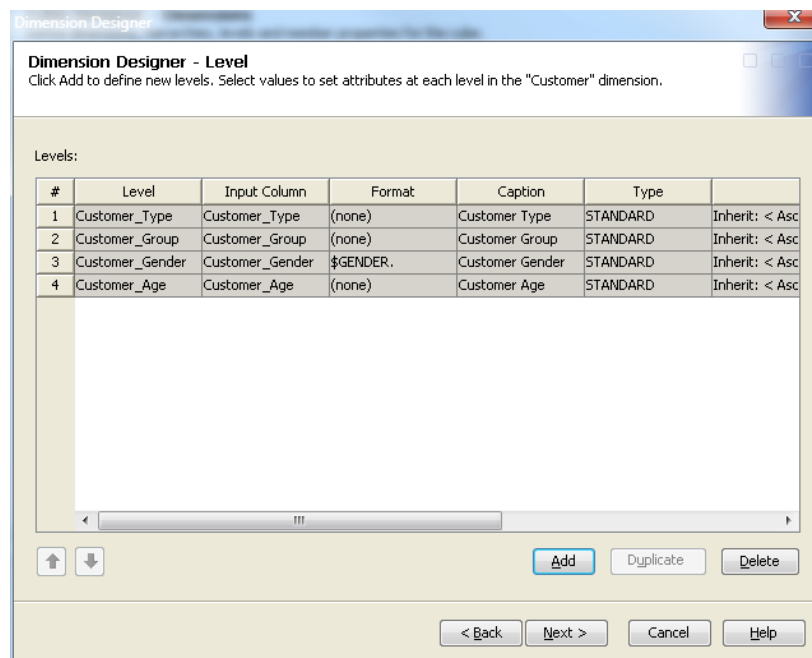 Dimension Designer
Dimension Designer - Level
Click Add to define new levels. Select values to set attributes at each level in the "Customer" dimension.
Levels:
# Level Input Column Format Caption Type
1 Customer_Type Customer_Type (none) Customer Type STANDARD Inherit: < Asc
2 Customer_Group Customer_Group (none) Customer Group STANDARD Inherit: < Asc
3 Customer_Gender Customer_Gender $GENDER. Customer Gender STANDARD Inherit: < Asc
4 Customer_Age Customer_Age (none) Customer Age STANDARD Inherit: < Asc
Add Duplicate Delete
< Back Next > Cancel Help